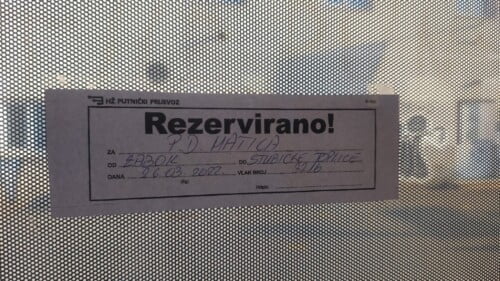 HŽ PUTNIČKI PRIJEVOZ
Rezervirano!
ZA P.D. MATICA
OD ZABOK DO STUBIČKE TOPLICE
DANA 26.03.2022 VLAK BROJ